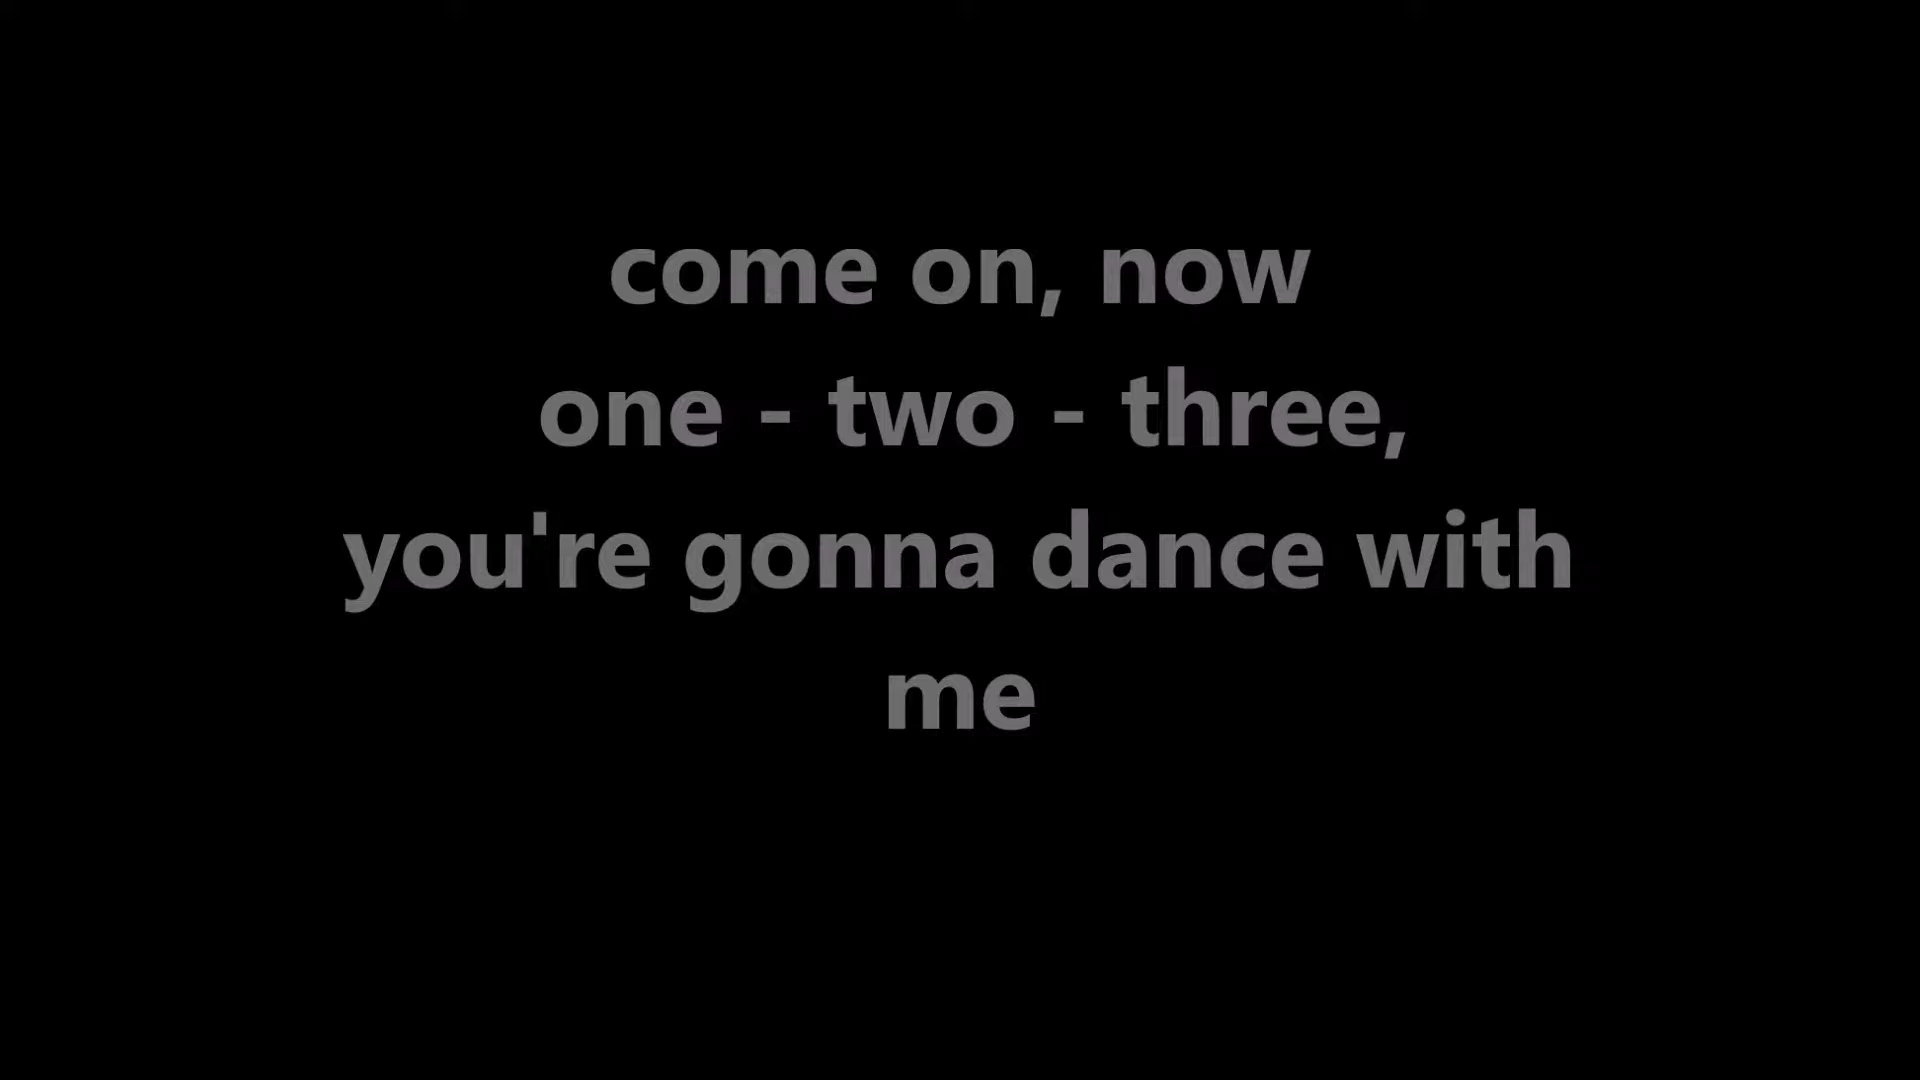 come on, now
one - two - three,
you're gonna dance with
me